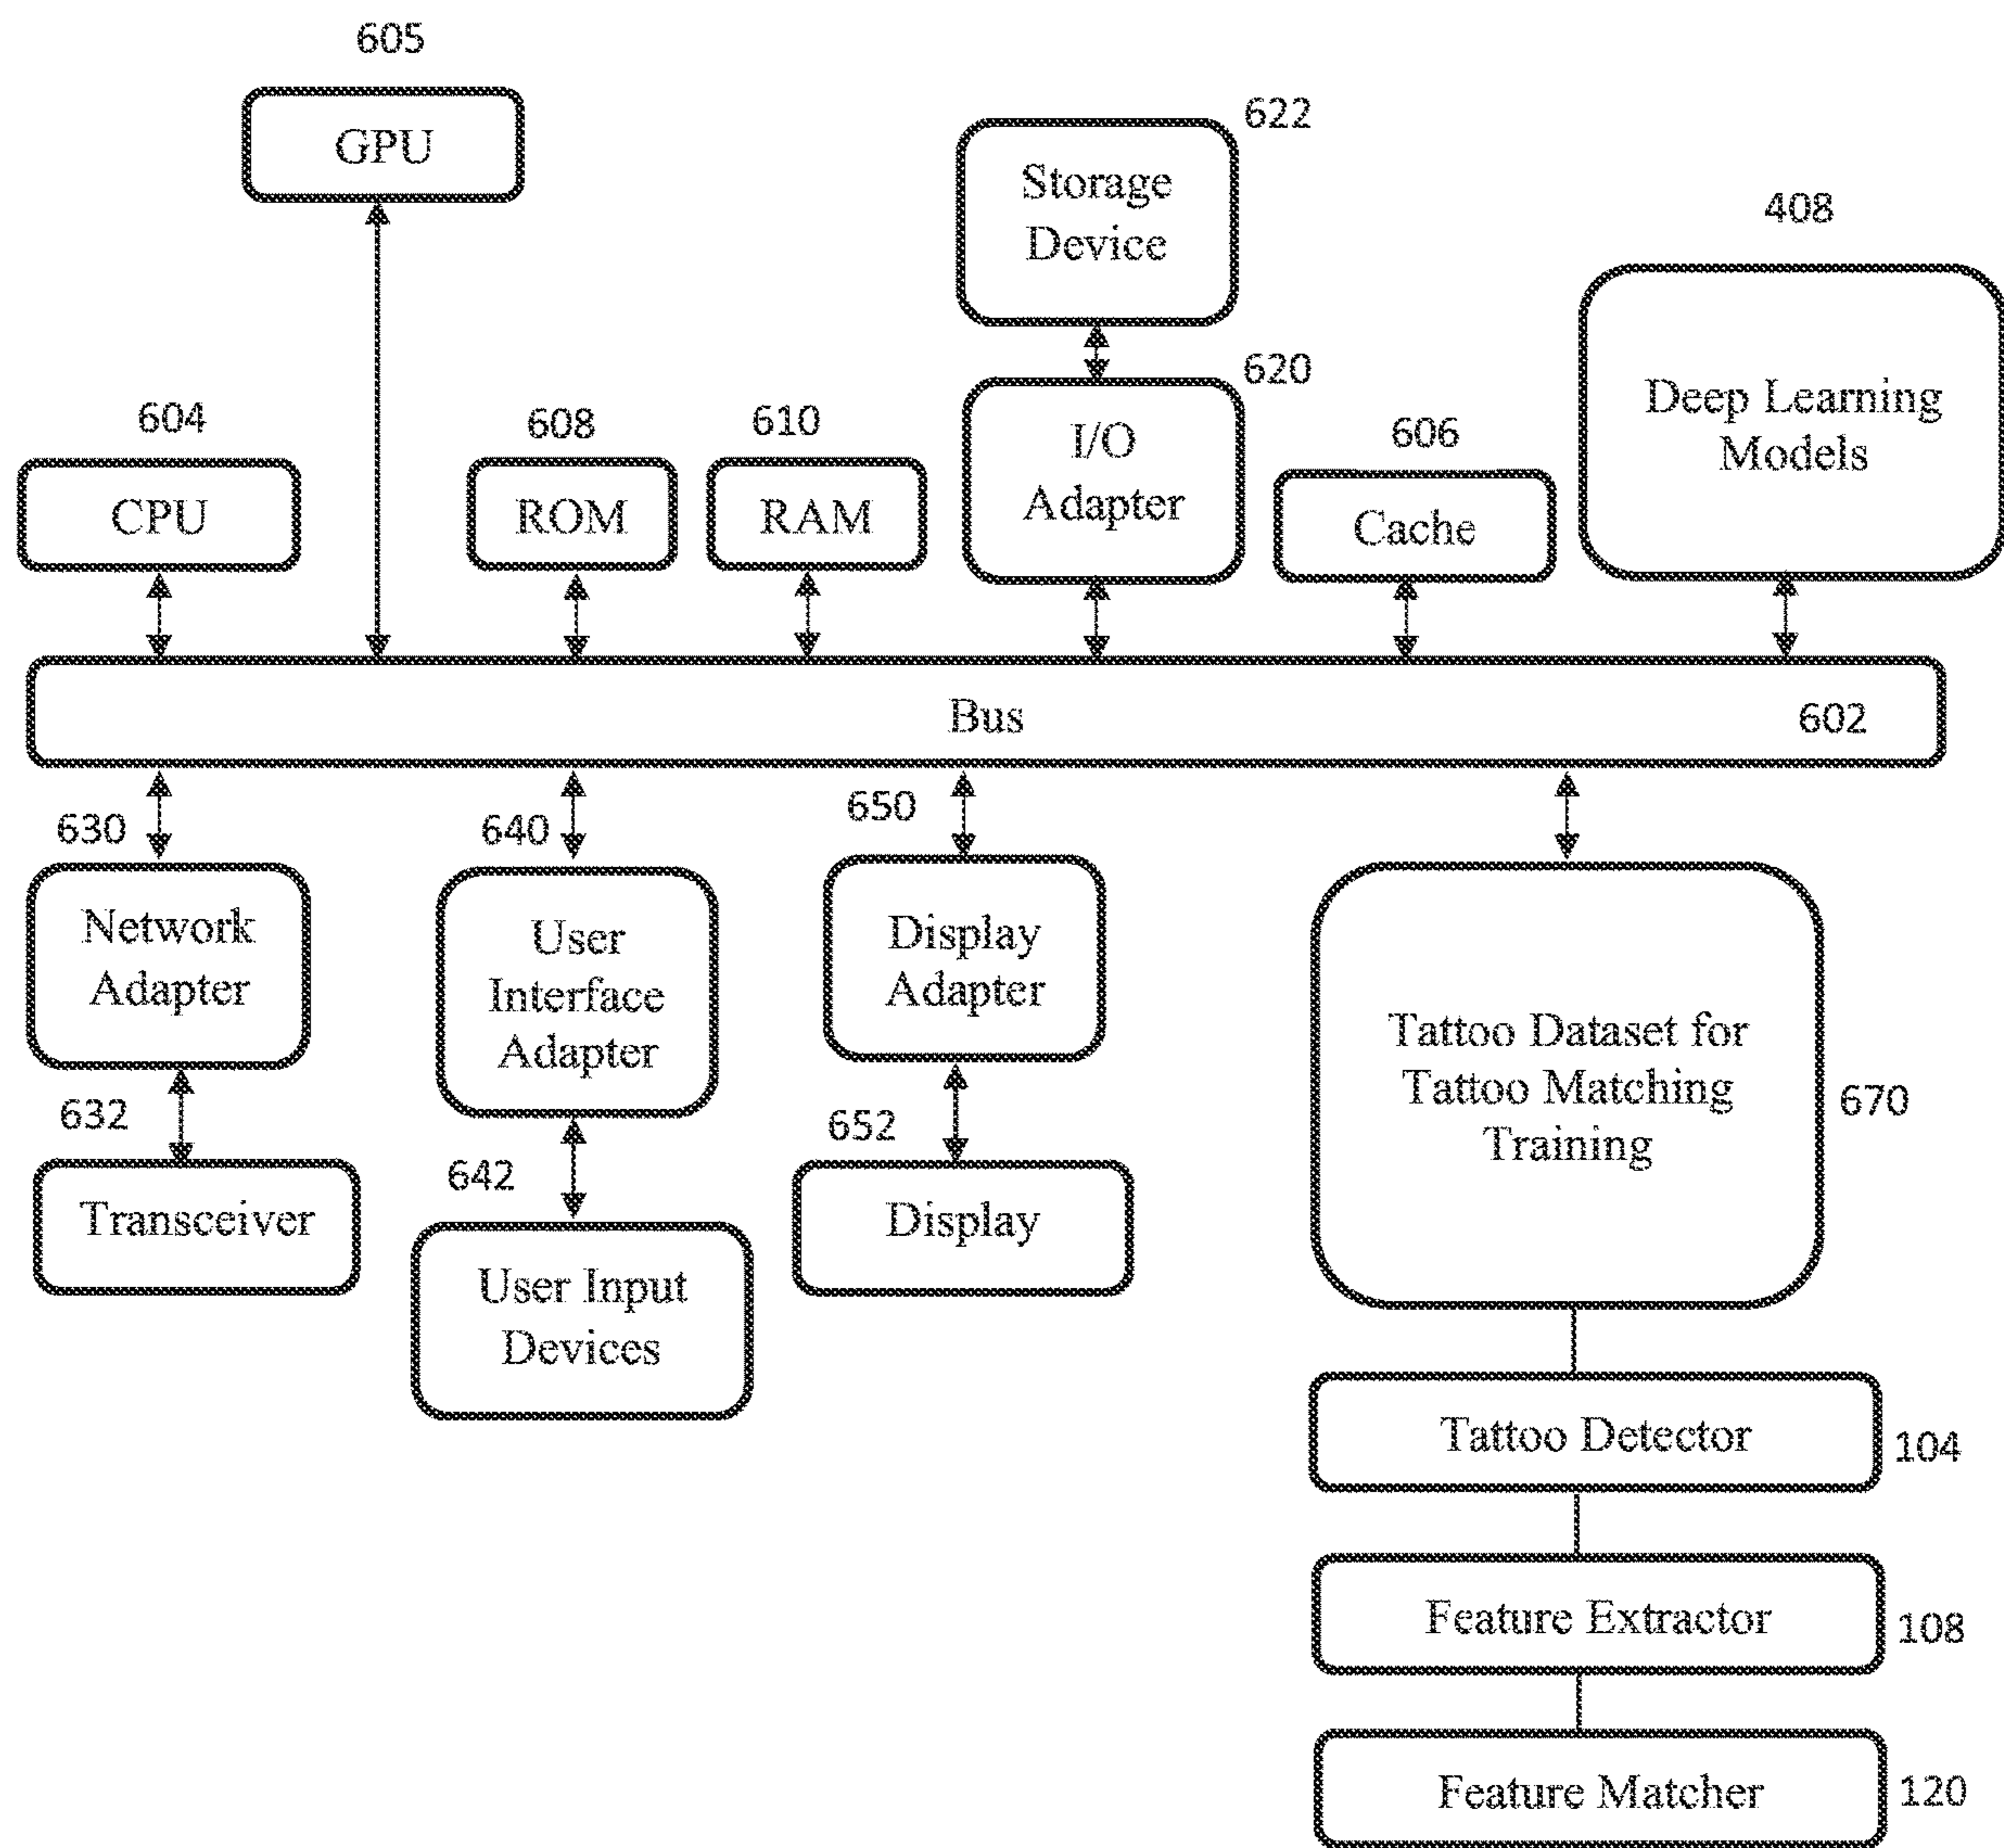 605
GPU
622
Storage
Device
408
Deep Learning
Models
620
I/O
Adapter
604
CPU
608
ROM
610
RAM
606
Cache
Bus
602
630
Network
Adapter
640
User
Interface
Adapter
650
Display
Adapter
Tattoo Dataset for
Tattoo Matching
Training
670
632
Transceiver
642
User Input
Devices
652
Display
Tattoo Detector
104
Feature Extractor
108
Feature Matcher
120